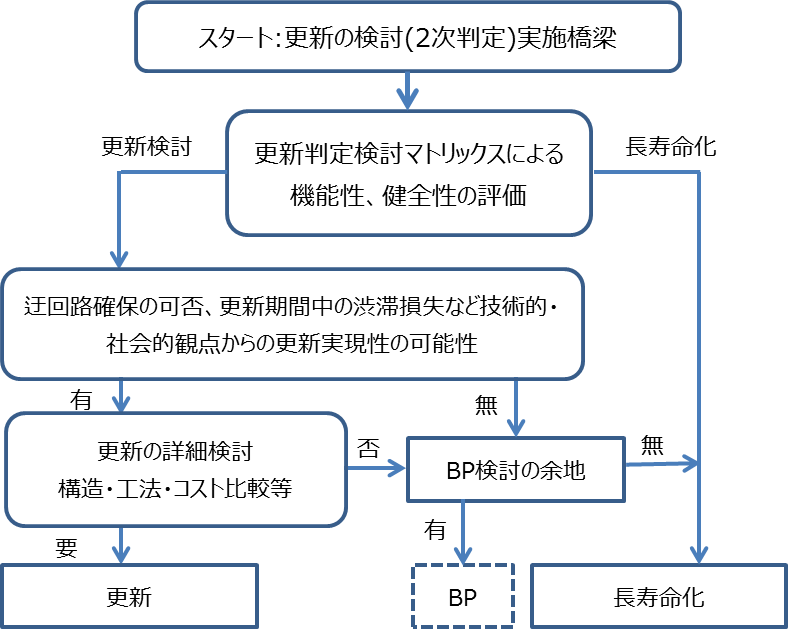 スタート:更新の検討(2次判定)実施橋梁
更新検討
長寿命化
更新判定検討マトリックスによる
機能性、健全性の評価
迂回路確保の可否、更新期間中の渋滞損失など技術的・
社会的観点からの更新実現性の可能性
有
無
更新の詳細検討
構造・工法・コスト比較等
否
BP検討の余地
無
要
有
更新
BP
長寿命化